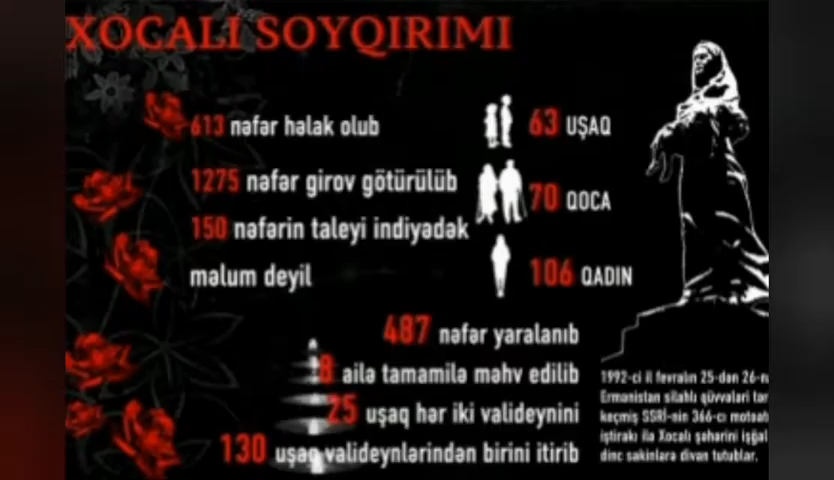 XOCALI SOYQIRIMI
613 nəfər həlak olub
1275 nəfər girov götürülüb
150 nəfərin taleyi indiyədək
məlum deyil
63 UŞAQ
70 QOCA
106 QADIN
487 nəfər yaralanıb
8 ailə tamamilə məhv edilib
25 uşaq hər iki valideynini
130 uşaq valideynlərindən birini itirib
1992-ci il fevralın 25-dən 26-n
Ermənistan silahlı qüvvələri tər
keçmiş SSRİ-nin 366-cı motoat
iştirakı ilə Xocalı şəhərini işğal
dinc sakinlərə divan tutublar.